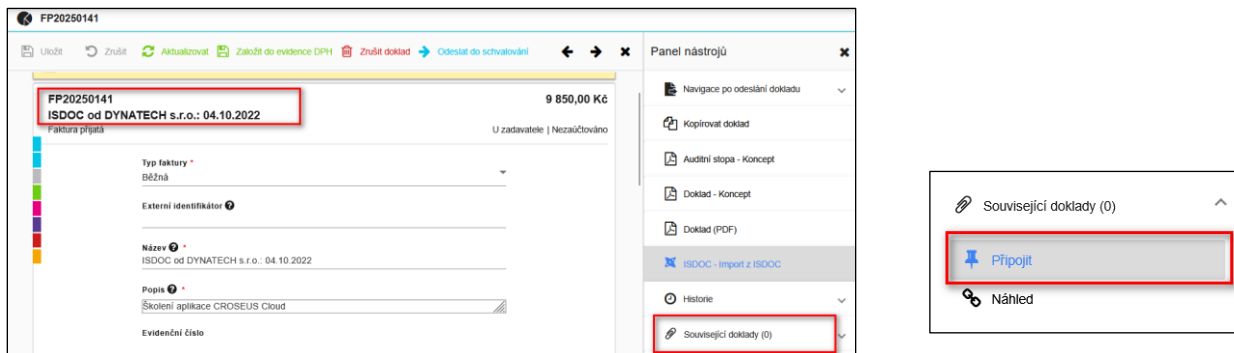 FP20250141
Uložit Zrušit Aktualizovat Založit do evidence DPH Zrušit doklad Odeslat do schvalování
FP20250141 9 850,00 Kč
ISDOC od DYNATECH s.r.o.: 04.10.2022
Faktura přijatá U zadavatele | Nezaúčtováno
Typ faktury *
Běžná
Externí identifikátor
Název *
ISDOC od DYNATECH s.r.o.: 04.10.2022
Popis *
Školení aplikace CROSEUS Cloud
Evidenční číslo
Panel nástrojů
Navigace po odeslání dokladu
Kopírovat doklad
Auditní stopa - Koncept
Doklad - Koncept
Doklad (PDF)
ISDOC - Import z ISDOC
Historie
Související doklady (0)
Související doklady (0)
Připojit
Náhled